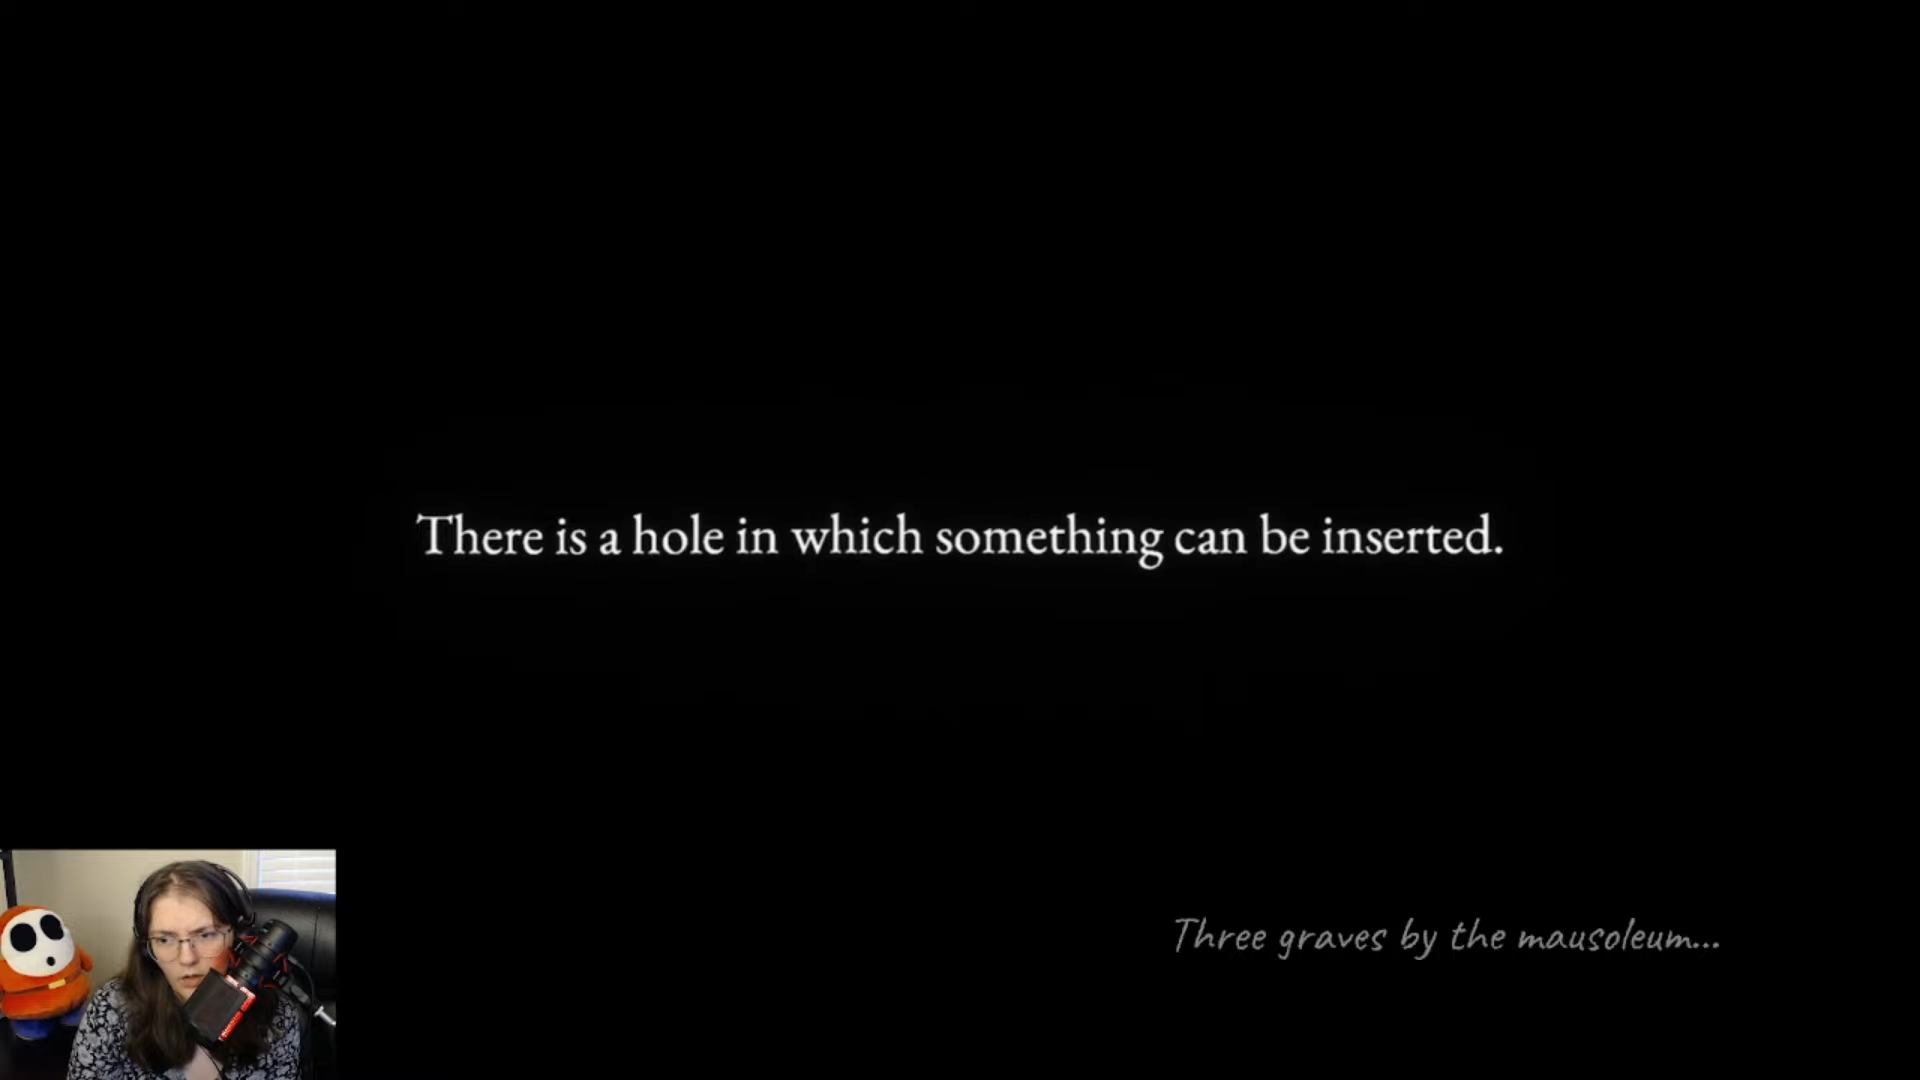 There is a hole in which something can be inserted.
Three graves by the mausoleum...